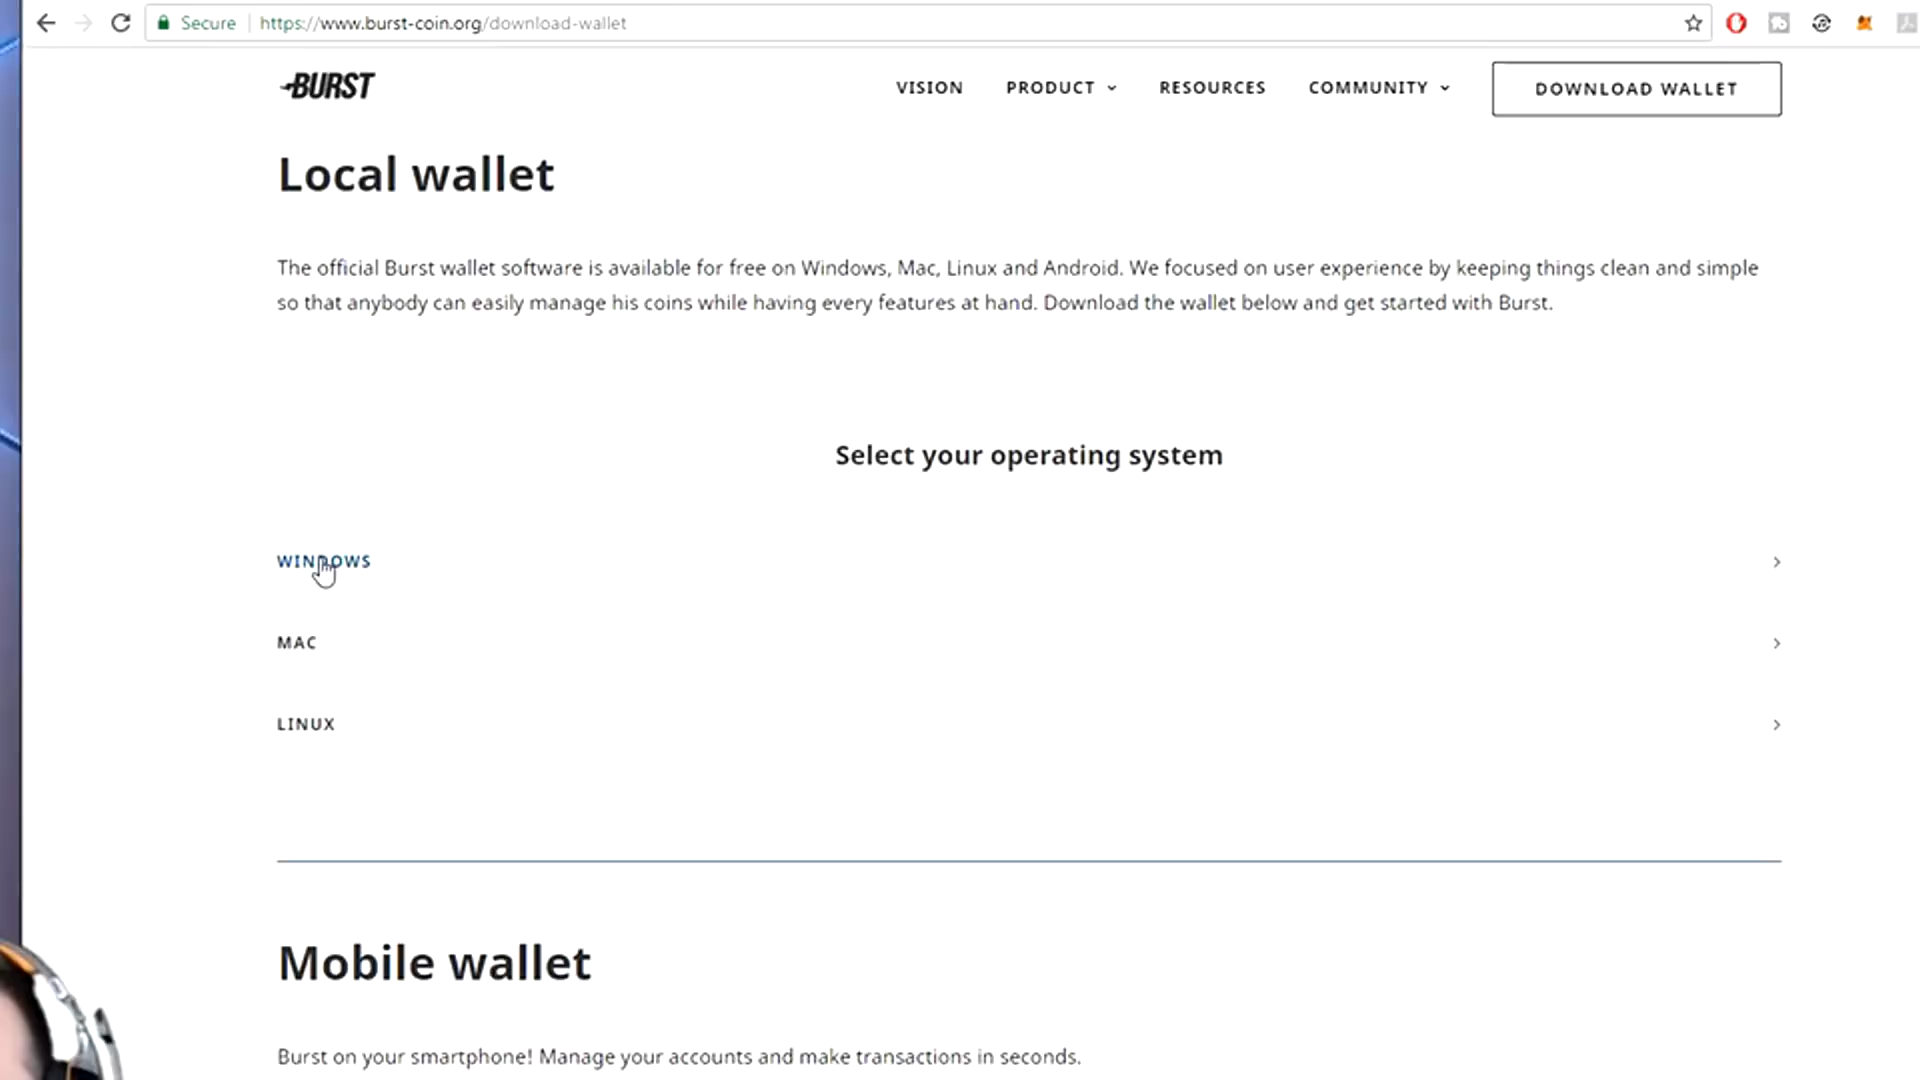 Secure https://www.burst-coin.org/download-wallet
BURST VISION PRODUCT RESOURCES COMMUNITY DOWNLOAD WALLET
Local wallet
The official Burst wallet software is available for free on Windows, Mac, Linux and Android. We focused on user experience by keeping things clean and simple
so that anybody can easily manage his coins while having every features at hand. Download the wallet below and get started with Burst.
Select your operating system
WINDOWS
MAC
LINUX
Mobile wallet
Burst on your smartphone! Manage your accounts and make transactions in seconds.